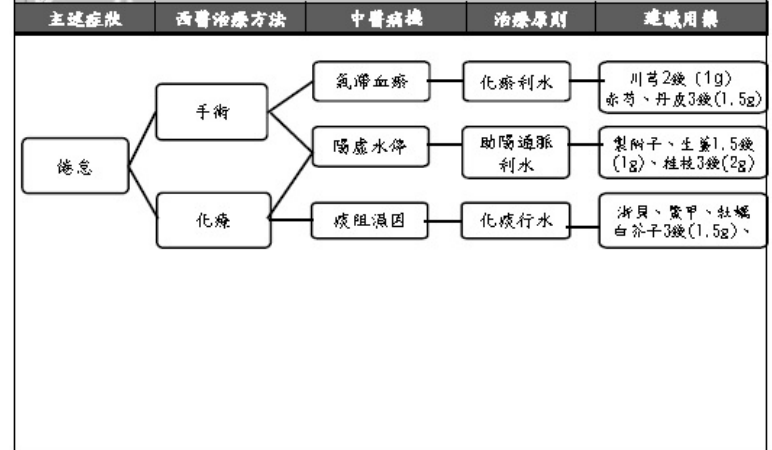 主述症狀 西醫治療方法 中醫病機 治療原則 建議用藥
倦怠
手術
化療
氣滯血瘀
陽虛水停
痰阻濕困
化瘀利水
助陽通脈
利水
化痰行水
川芎2錢 (1g)
赤芍、丹皮3錢(1.5g)
製附子、生薑1.5錢
(1g)、桂枝3錢(2g)
浙貝、鱉甲、牡蠣
白芥子3錢(1.5g)、